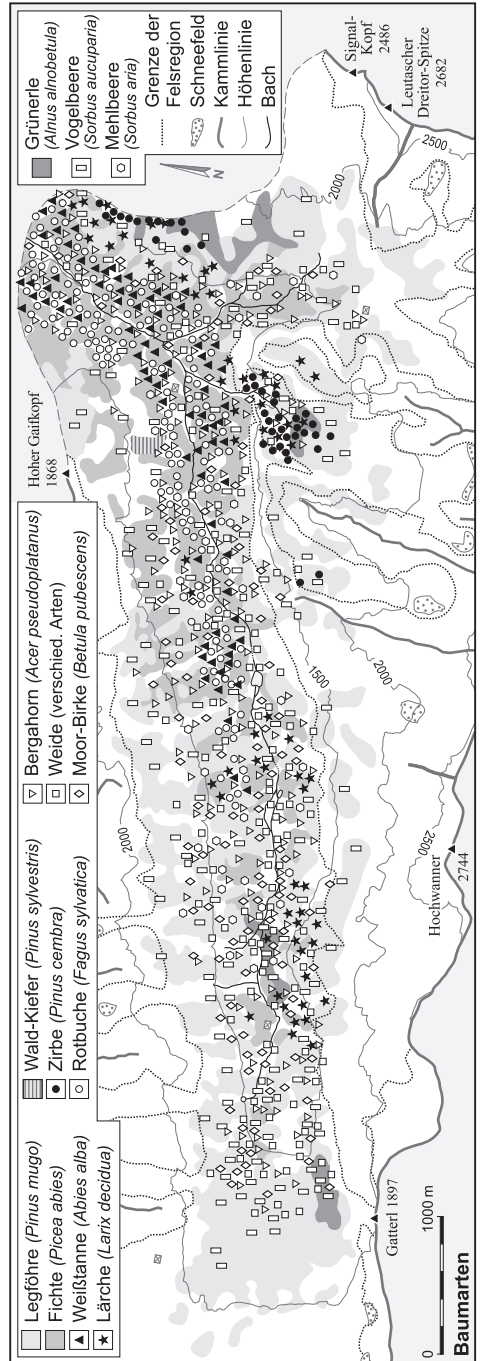 Legföhre (Pinus mugo)
Fichte (Picea abies)
Weißtanne (Abies alba)
Lärche (Larix decidua)
Wald-Kiefer (Pinus sylvestris)
Zirbe (Pinus cembra)
Rotbuche (Fagus sylvatica)
Bergahorn (Acer pseudoplatanus)
Weide (verschied. Arten)
Moor-Birke (Betula pubescens)
Grünerle
(Alnus alnobetula)
Vogelbeere
(Sorbus aucuparia)
Mehlbeere
(Sorbus aria)
Grenze der
Felsregion
Schneefeld
Kammlinie
Höhenlinie
Bach
N
Hoher Gaifkopf
1868
2000
2000
1500
2000
2500
2500
Signal-
Kopf
2486
Leutascher
Dreitor-Spitze
2682
Hochwanner
2744
Gatterl 1897
0 1000 m
Baumarten